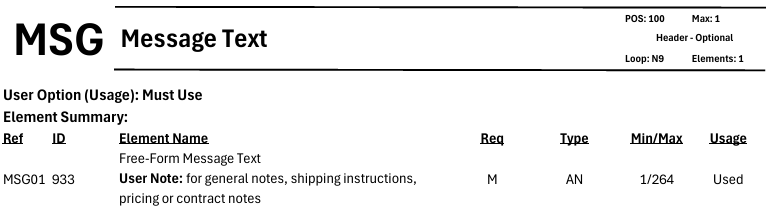 MSG Message Text
POS: 100 Max: 1
Header - Optional
Loop: N9 Elements: 1
User Option (Usage): Must Use
Element Summary:
Ref ID Element Name Req Type Min/Max Usage
Free-Form Message Text
MSG01 933 User Note: for general notes, shipping instructions, M AN 1/264 Used
pricing or contract notes